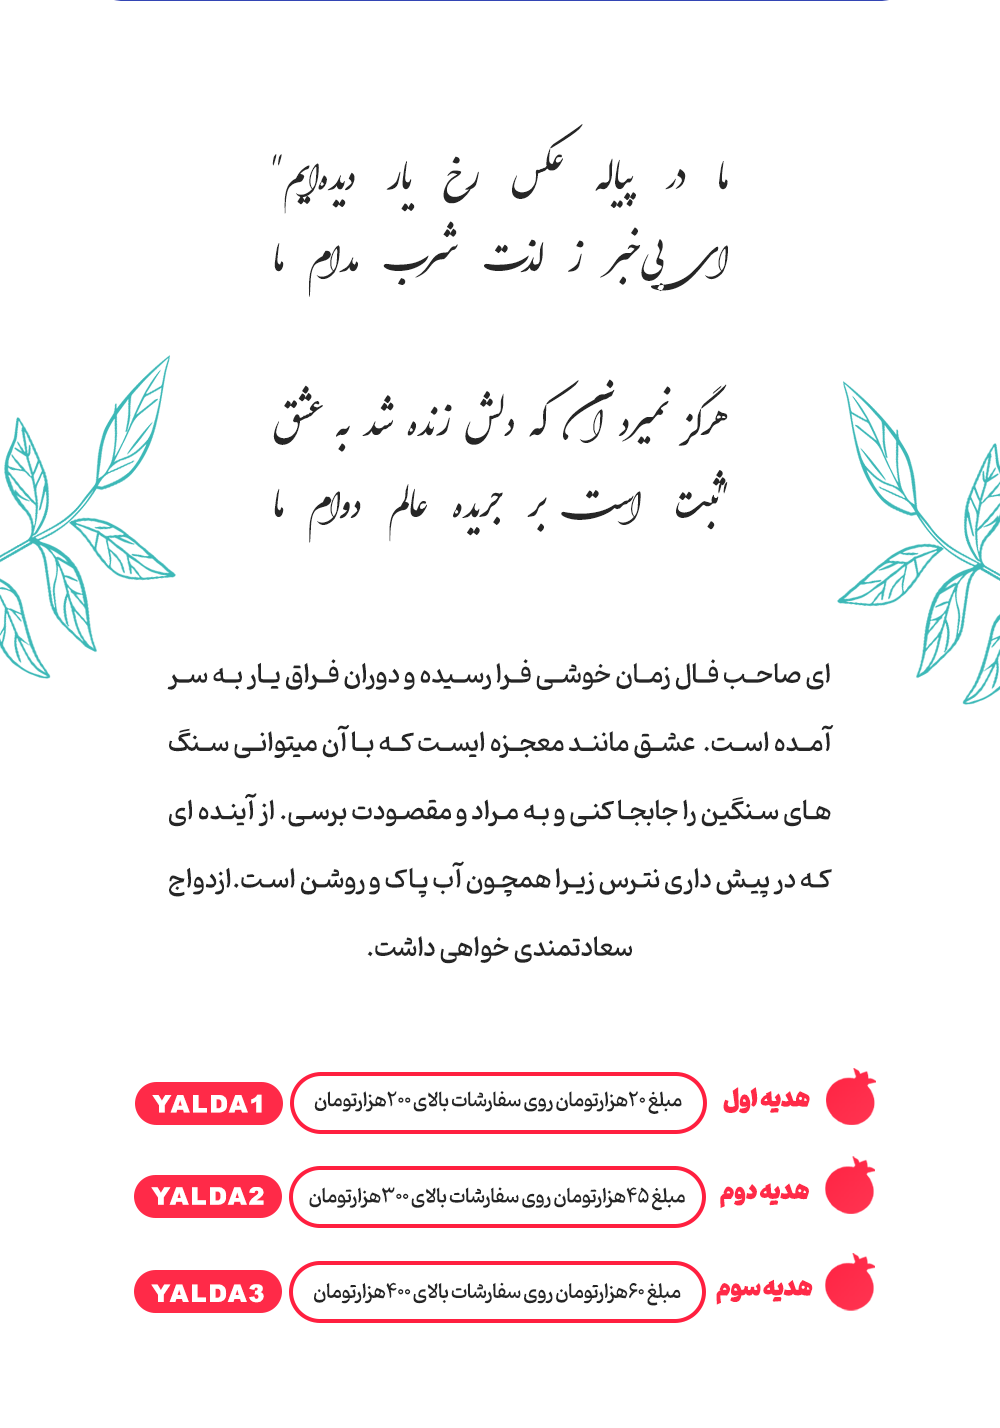 ما در پیاله عکس رخ یار دیده‌ایم"
ای بی‌خبر ز لذت شرب مدام ما
هرگز نمیرد آنکه دلش زنده شد به عشق
ثبت است بر جریده عالم دوام ما"
ای صاحب فال زمان خوشی فرا رسیده و دوران فراق یار به سر
آمده است. عشق مانند معجزه ایست که با آن میتوانی سنگ
های سنگین را جابجا کنی و به مراد و مقصودت برسی. از آینده ای
که در پیش داری نترس زیرا همچون آب پاک و روشن است.ازدواج
سعادتمندی خواهی داشت.
هدیه اول مبلغ ۲۰هزارتومان روی سفارشات بالای ۲۰۰هزارتومان YALDA1
هدیه دوم مبلغ ۴۵هزارتومان روی سفارشات بالای ۳۰۰هزارتومان YALDA2
هدیه سوم مبلغ ۶۰هزارتومان روی سفارشات بالای ۴۰۰هزارتومان YALDA3